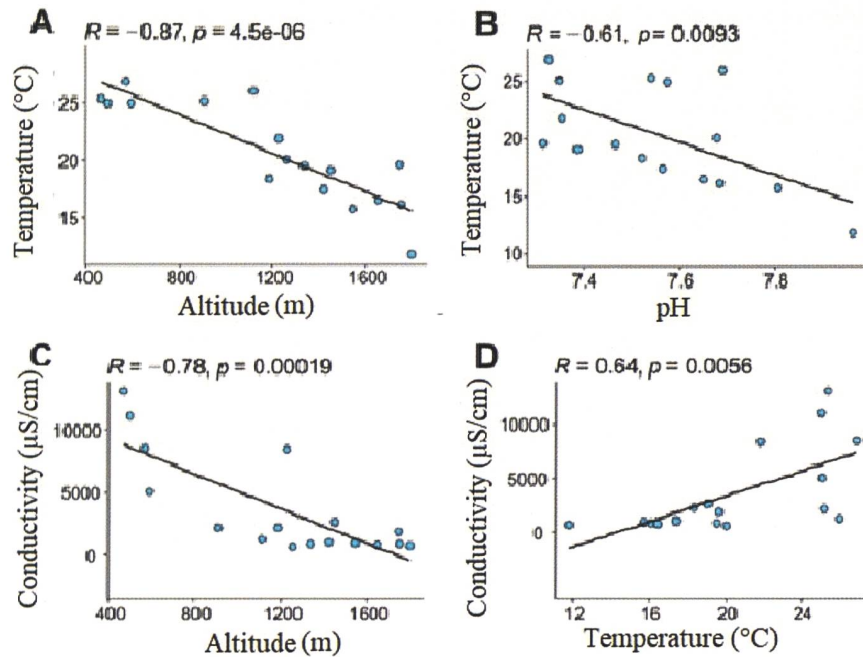 A
R = −0.87, p = 4.5e-06
Temperature (°C)
25
20
15
400 800 1200 1600
Altitude (m)
B
R = −0.61, p = 0.0093
Temperature (°C)
25
20
15
10
7.4 7.6 7.8
pH
C
R = −0.78, p = 0.00019
Conductivity (µS/cm)
10000
5000
0
400 800 1200 1600
Altitude (m)
D
R = 0.64, p = 0.0056
Conductivity (µS/cm)
10000
5000
0
12 16 20 24
Temperature (°C)